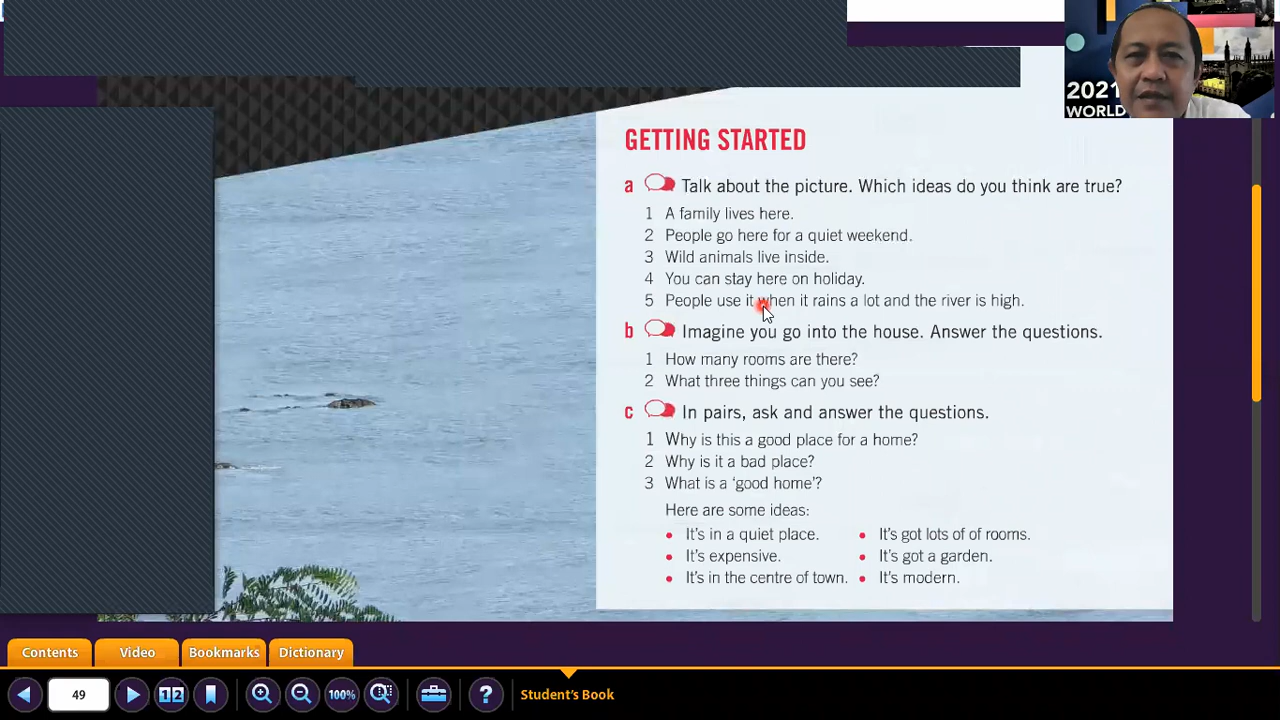 2021
WORLD
GETTING STARTED
a Talk about the picture. Which ideas do you think are true?
1 A family lives here.
2 People go here for a quiet weekend.
3 Wild animals live inside.
4 You can stay here on holiday.
5 People use it when it rains a lot and the river is high.
b Imagine you go into the house. Answer the questions.
1 How many rooms are there?
2 What three things can you see?
c In pairs, ask and answer the questions.
1 Why is this a good place for a home?
2 Why is it a bad place?
3 What is a ‘good home’?
Here are some ideas:
• It's in a quiet place.
• It's expensive.
• It's in the centre of town.
• It's got lots of of rooms.
• It's got a garden.
• It's modern.
Contents Video Bookmarks Dictionary
49 1 2 100% ? Student's Book